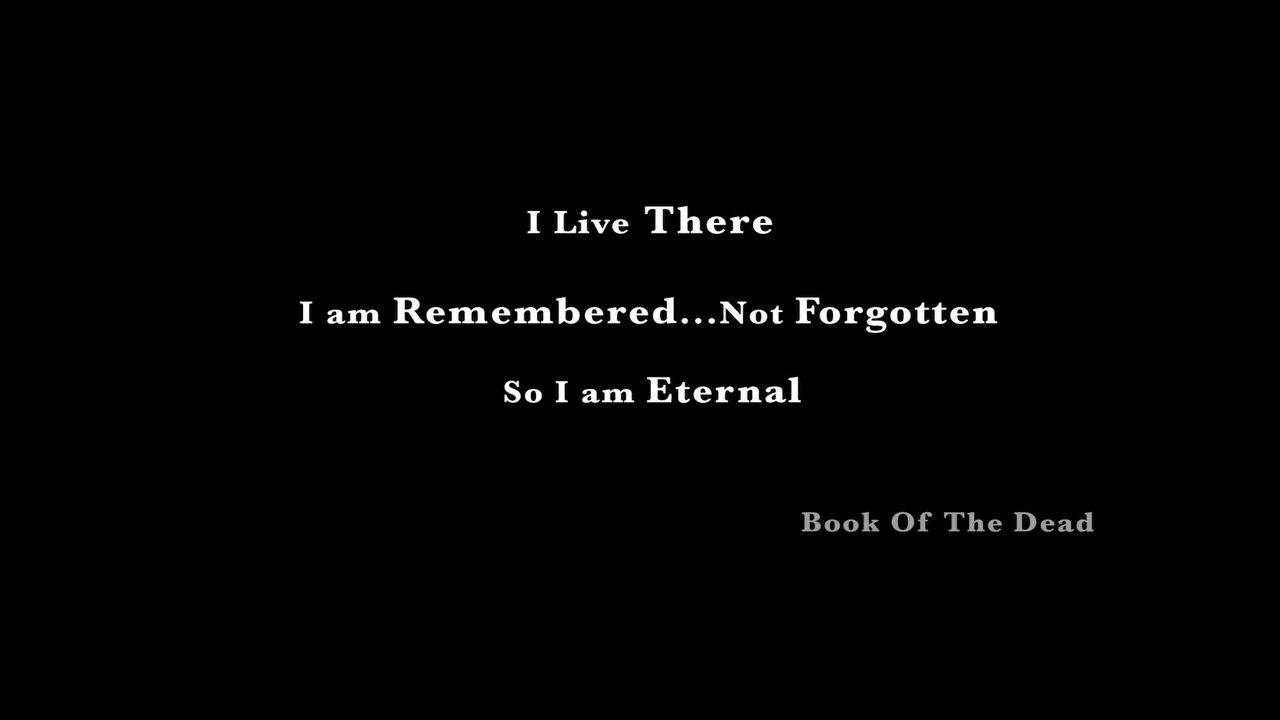 I Live There
I am Remembered...Not Forgotten
So I am Eternal
Book Of The Dead